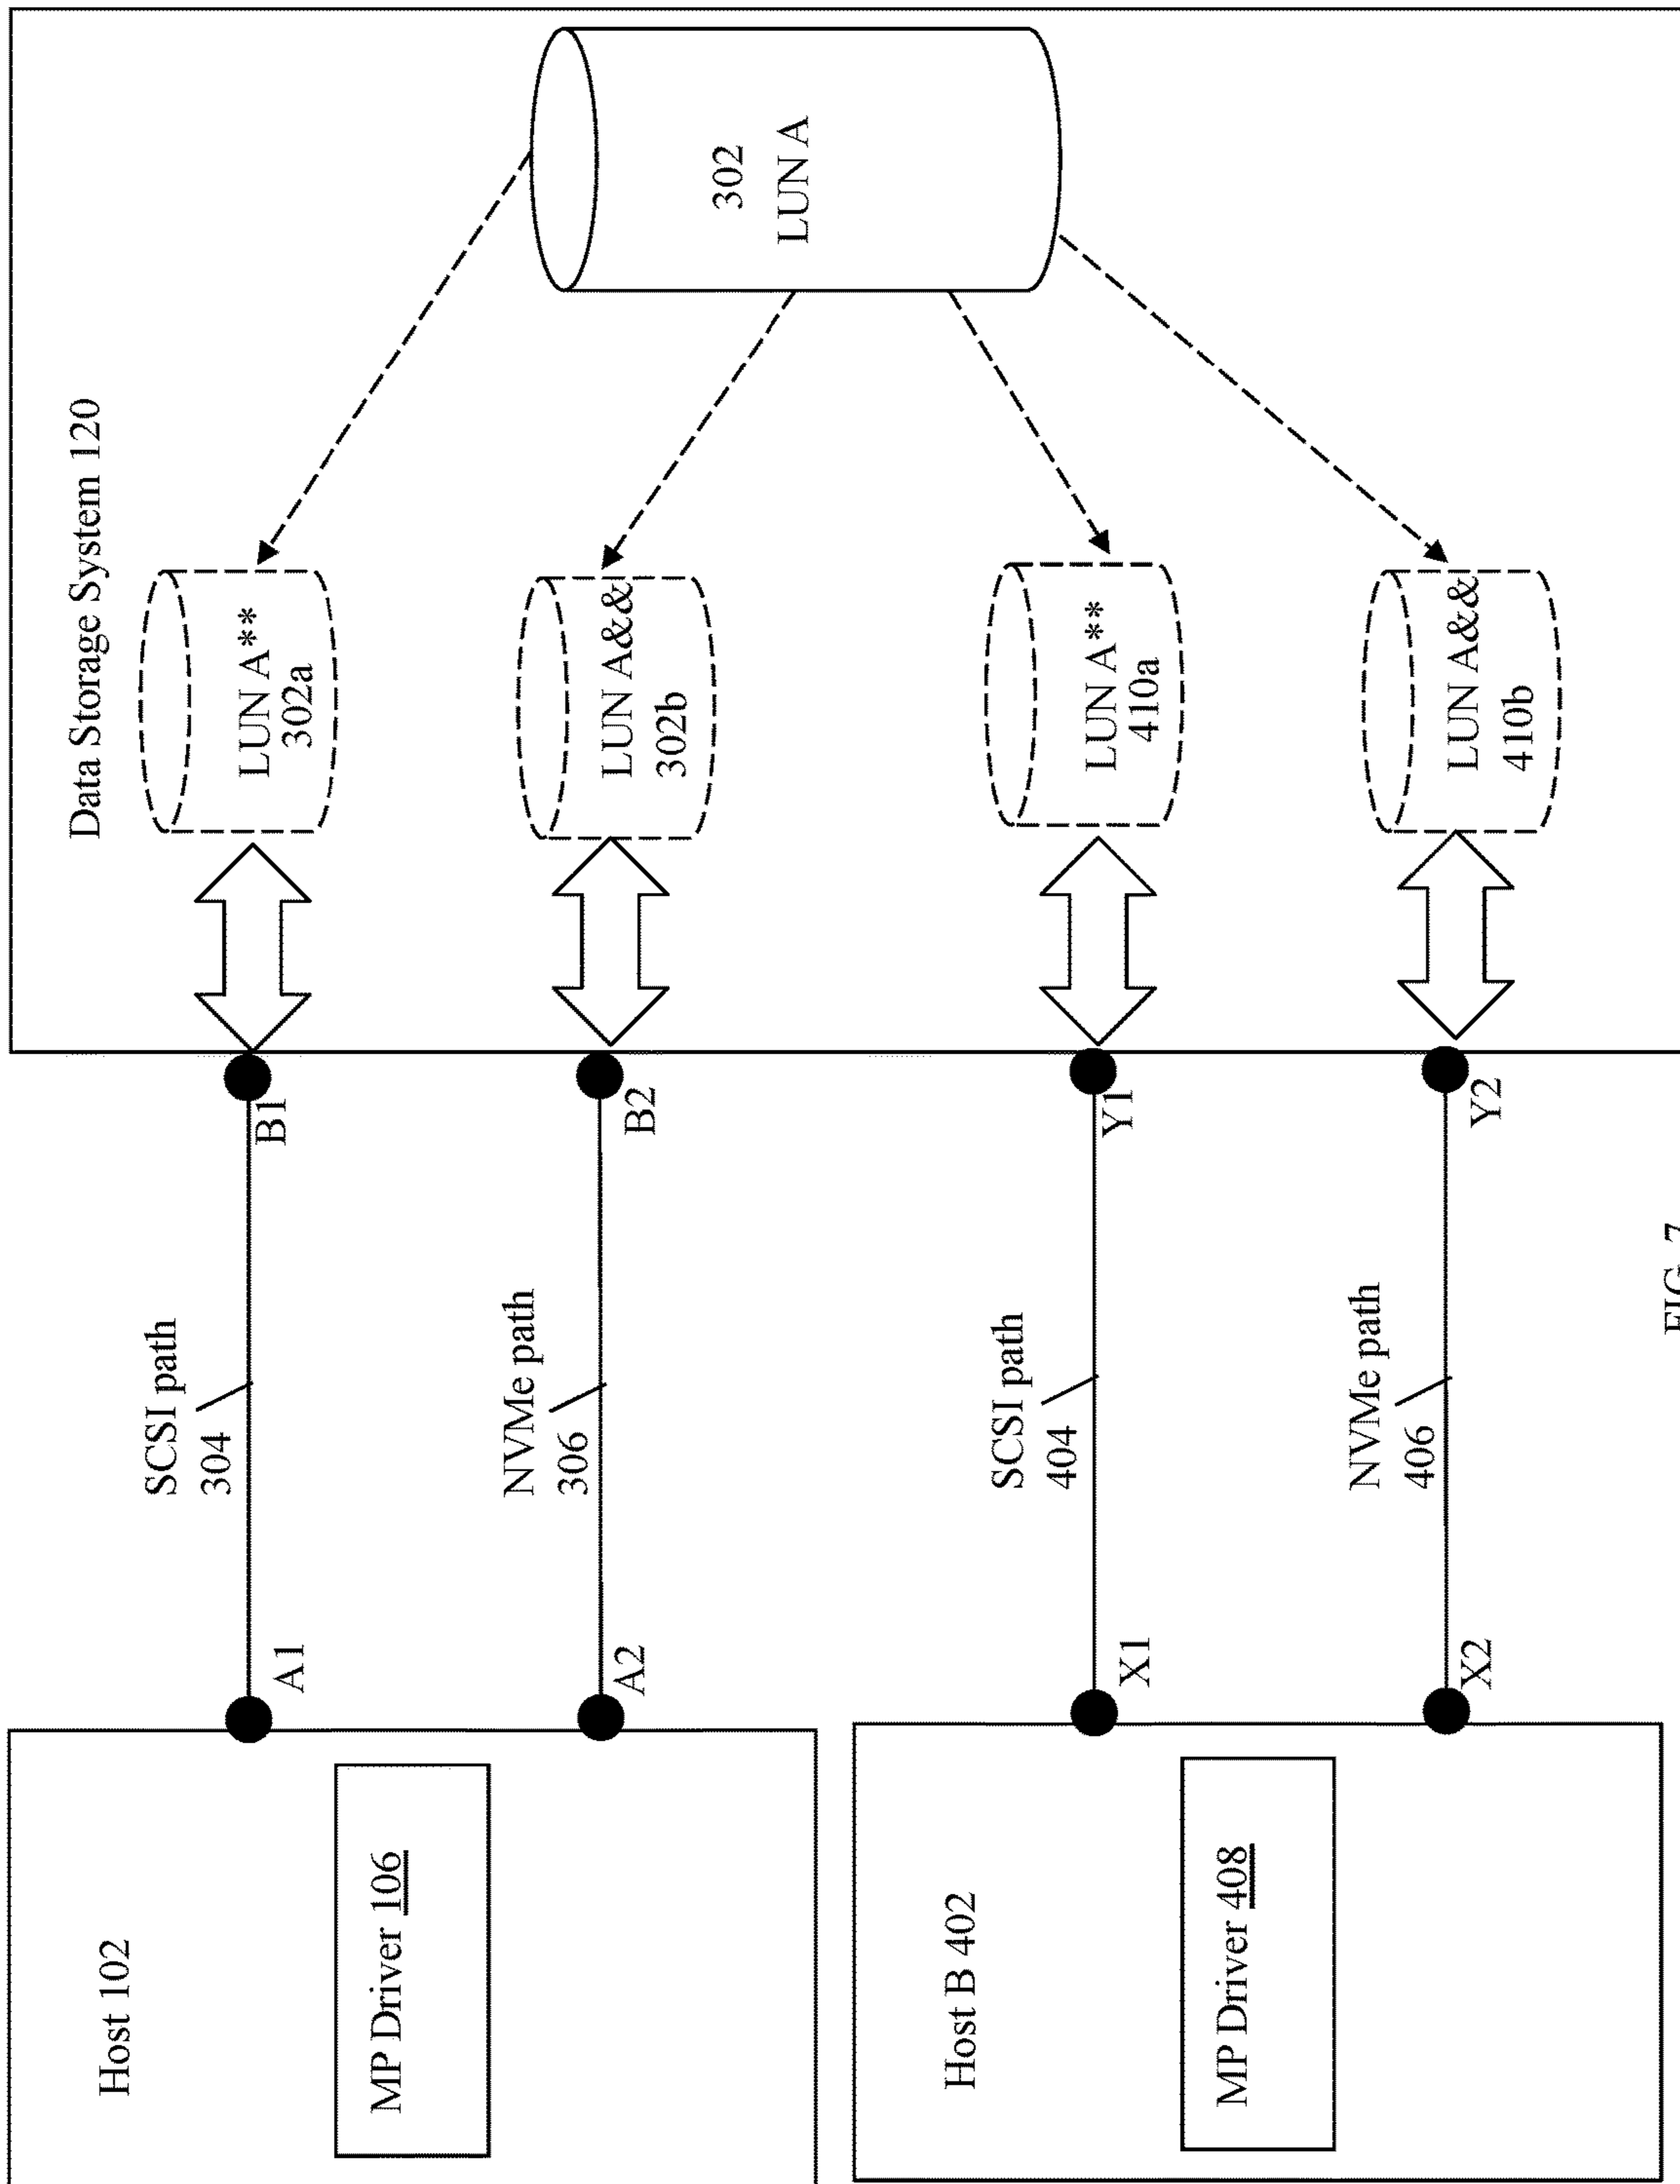 Data Storage System 120
Host 102
MP Driver 106
A1
SCSI path
304
B1
LUN A**
302a
A2
NVMe path
306
B2
LUN A&&
302b
302
LUN A
Host B 402
MP Driver 408
X1
SCSI path
404
Y1
LUN A**
410a
X2
NVMe path
406
Y2
LUN A&&
410b
FIG. 7